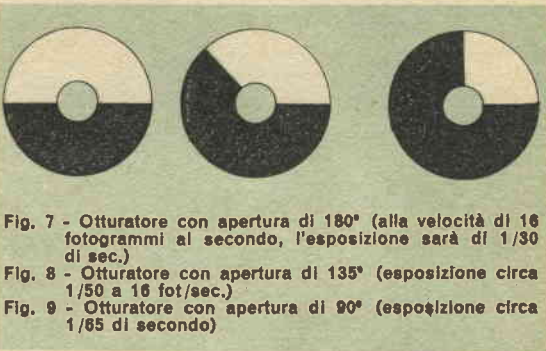 Fig. 7 - Otturatore con apertura di 180° (alla velocità di 16
fotogrammi al secondo, l'esposizione sarà di 1/30
di sec.)
Fig. 8 - Otturatore con apertura di 135° (esposizione circa
1/50 a 16 fot/sec.)
Fig. 9 - Otturatore con apertura di 90° (esposizione circa
1/65 di secondo)